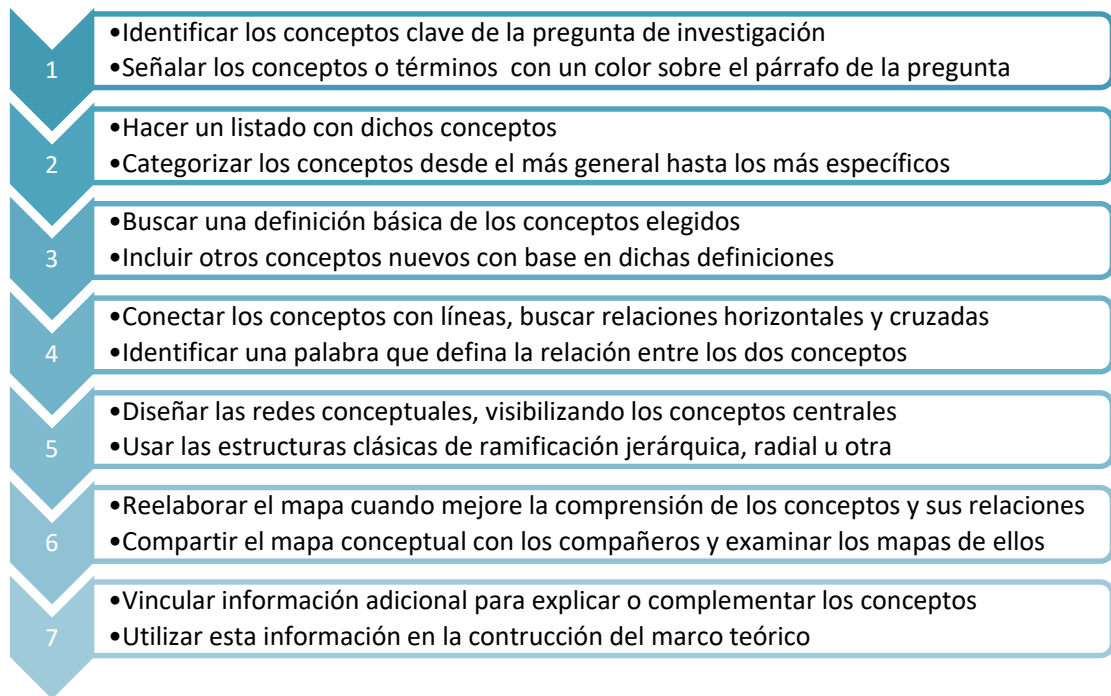 1
•Identificar los conceptos clave de la pregunta de investigación
•Señalar los conceptos o términos con un color sobre el párrafo de la pregunta
2
•Hacer un listado con dichos conceptos
•Categorizar los conceptos desde el más general hasta los más específicos
3
•Buscar una definición básica de los conceptos elegidos
•Incluir otros conceptos nuevos con base en dichas definiciones
4
•Conectar los conceptos con líneas, buscar relaciones horizontales y cruzadas
•Identificar una palabra que defina la relación entre los dos conceptos
5
•Diseñar las redes conceptuales, visibilizando los conceptos centrales
•Usar las estructuras clásicas de ramificación jerárquica, radial u otra
6
•Reelaborar el mapa cuando mejore la comprensión de los conceptos y sus relaciones
•Compartir el mapa conceptual con los compañeros y examinar los mapas de ellos
7
•Vincular información adicional para explicar o complementar los conceptos
•Utilizar esta información en la contrucción del marco teórico